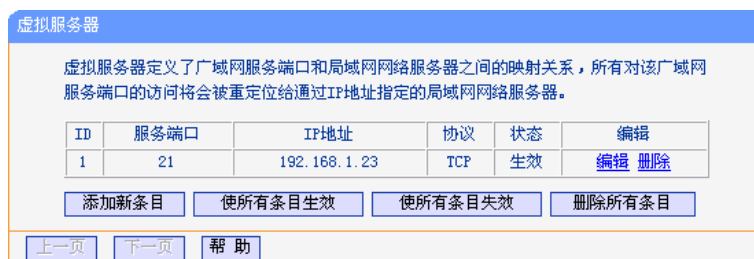 虚拟服务器
虚拟服务器定义了广域网服务端口和局域网网络服务器之间的映射关系，所有对该广域网
服务端口的访问将会被重定位给通过IP地址指定的局域网网络服务器。
ID 服务端口 IP地址 协议 状态 编辑
1 21 192.168.1.23 TCP 生效 编辑 删除
添加新条目 使所有条目生效 使所有条目失效 删除所有条目
上一页 下一页 帮 助